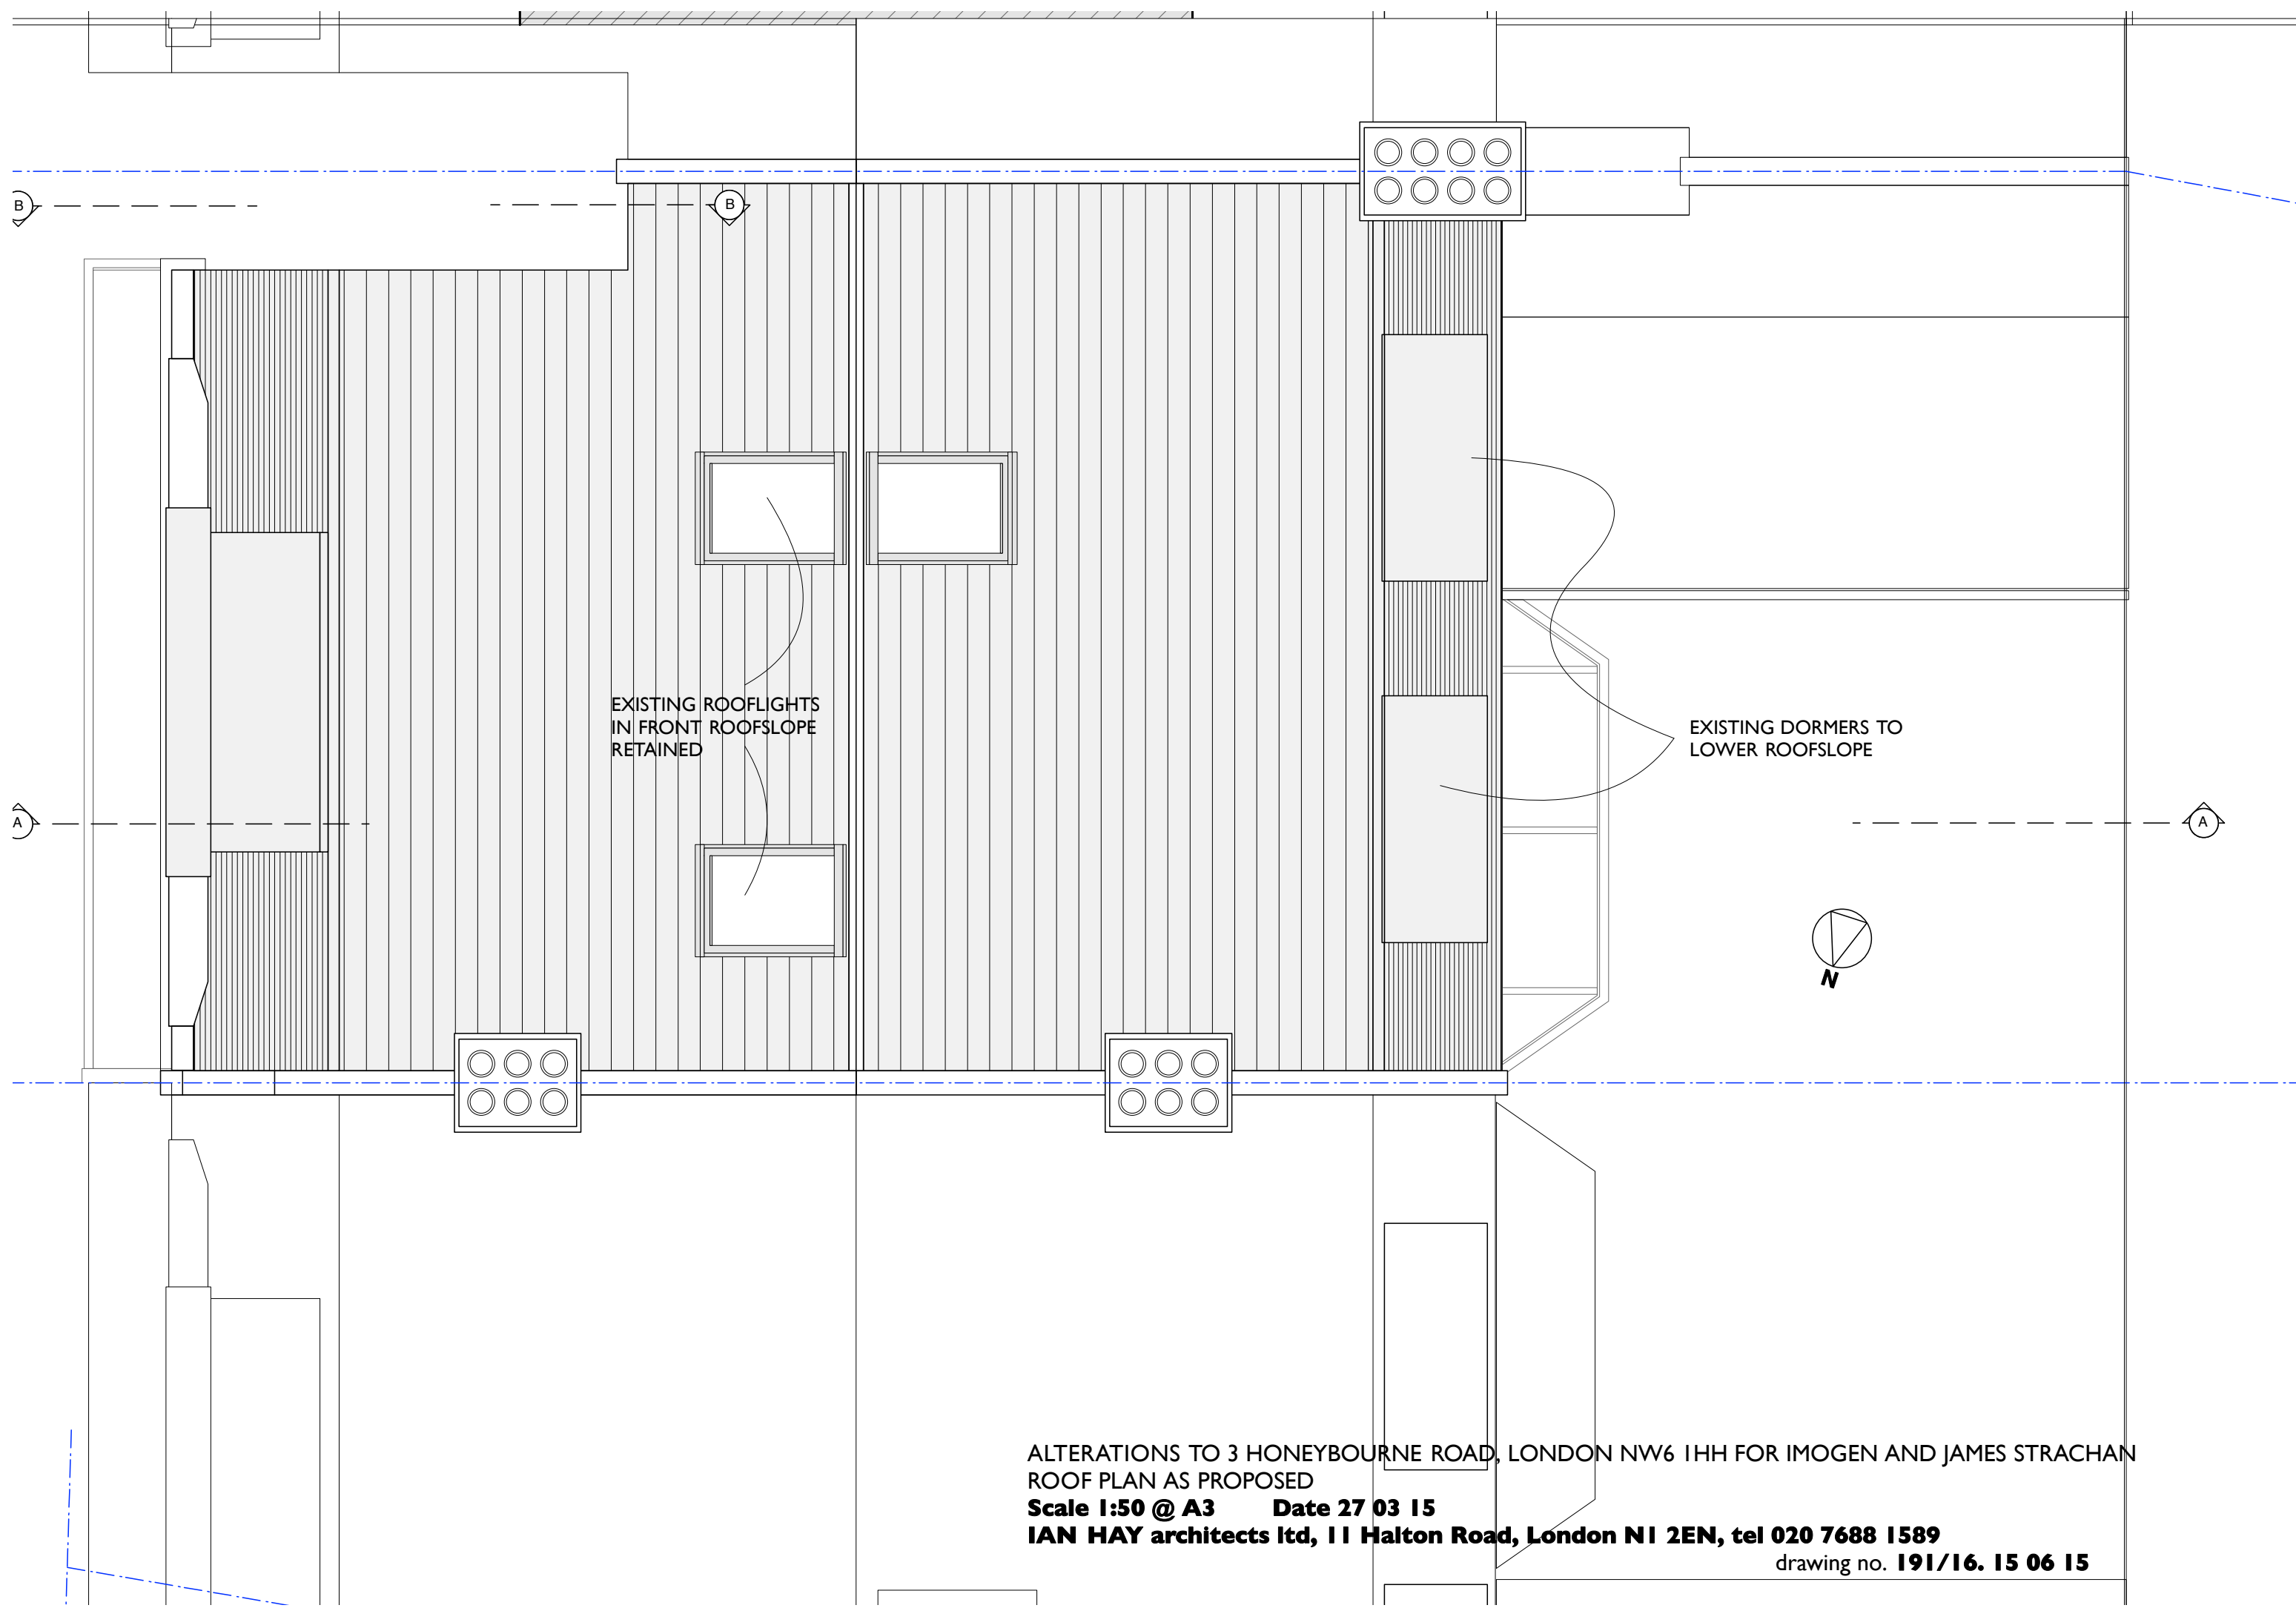 B
B
EXISTING ROOFLIGHTS
IN FRONT ROOFSLOPE
RETAINED
EXISTING DORMERS TO
LOWER ROOFSLOPE
A
A
N
ALTERATIONS TO 3 HONEYBOURNE ROAD, LONDON NW6 1HH FOR IMOGEN AND JAMES STRACHAN
ROOF PLAN AS PROPOSED
Scale 1:50 @ A3 Date 27 03 15
IAN HAY architects ltd, 11 Halton Road, London N1 2EN, tel 020 7688 1589
drawing no. 191/16. 15 06 15